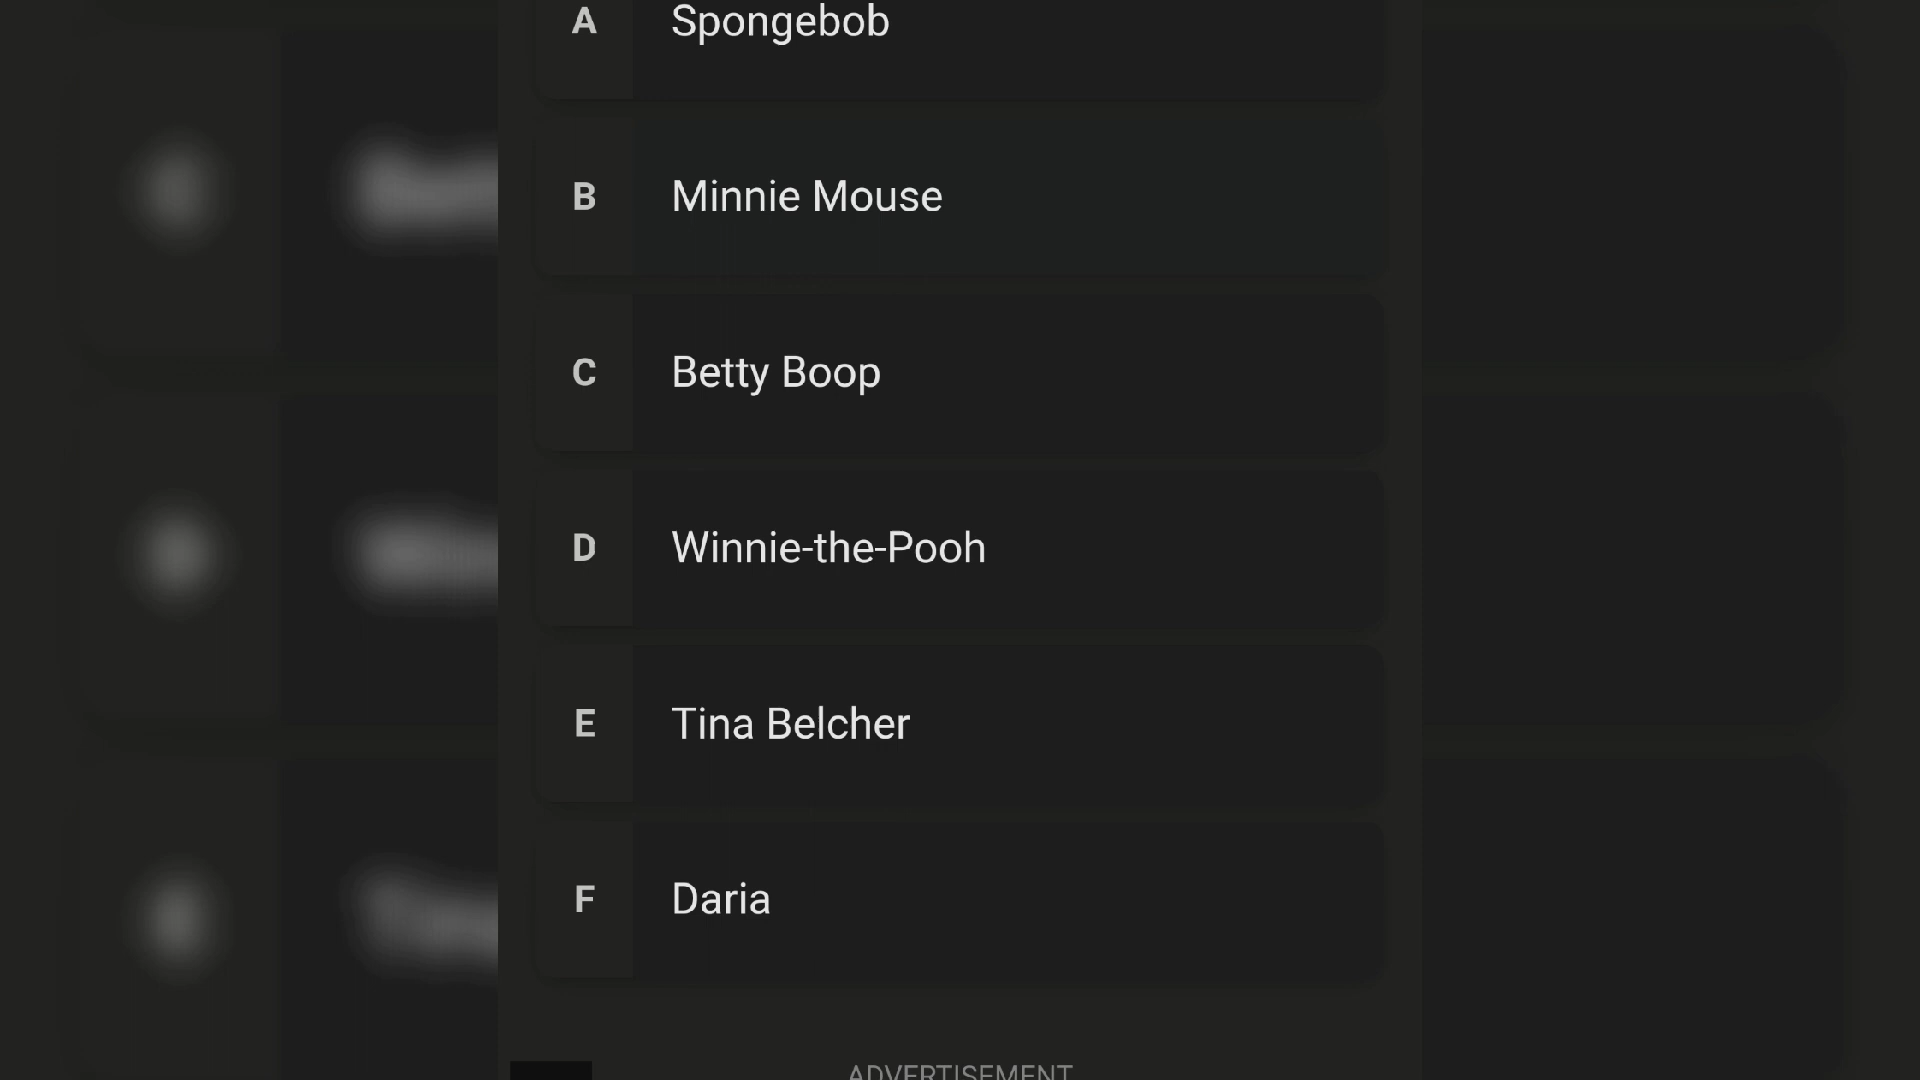 A Spongebob
B Minnie Mouse
C Betty Boop
D Winnie-the-Pooh
E Tina Belcher
F Daria
ADVERTISEMENT